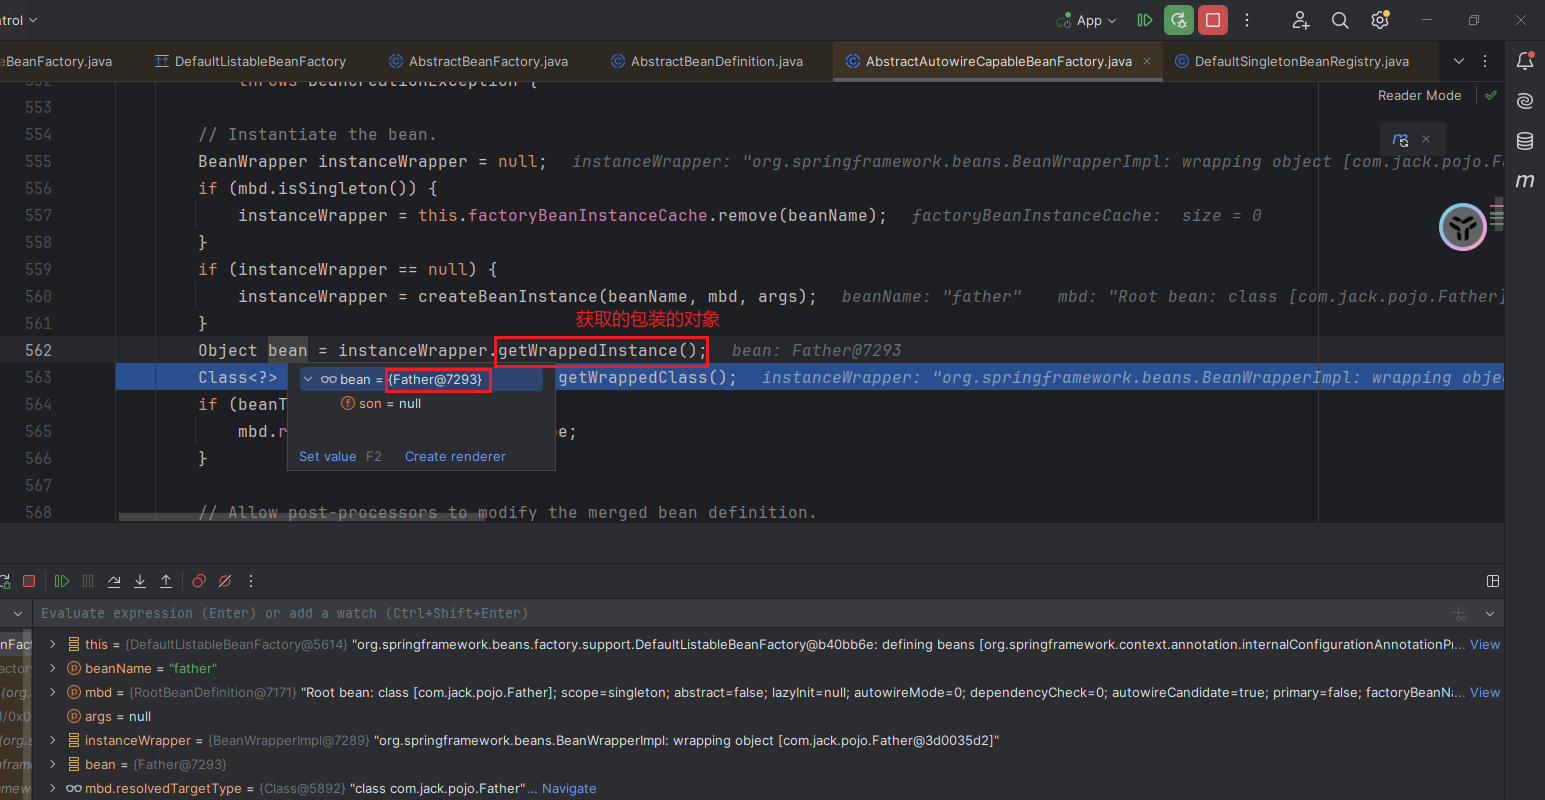 trol
App
eBeanFactory.java
DefaultListableBeanFactory
AbstractBeanFactory.java
AbstractBeanDefinition.java
AbstractAutowireCapableBeanFactory.java
DefaultSingletonBeanRegistry.java
552 throws BeanCreationException {
Reader Mode
553
554 // Instantiate the bean.
555 BeanWrapper instanceWrapper = null; instanceWrapper: "org.springframework.beans.BeanWrapperImpl: wrapping object [com.jack.pojo.Fa
556 if (mbd.isSingleton()) {
557 instanceWrapper = this.factoryBeanInstanceCache.remove(beanName); factoryBeanInstanceCache: size = 0
558 }
559 if (instanceWrapper == null) {
560 instanceWrapper = createBeanInstance(beanName, mbd, args); beanName: "father" mbd: "Root bean: class [com.jack.pojo.Father]
561 }
获取的包装的对象
562 Object bean = instanceWrapper.getWrappedInstance(); bean: Father@7293
563 Class<?> getWrappedClass(); instanceWrapper: "org.springframework.beans.BeanWrapperImpl: wrapping obje
bean = {Father@7293}
564 if (beanT
f son = null
565 mbd.r e;
566 }
Set value F2 Create renderer
567
568 // Allow post-processors to modify the merged bean definition.
Evaluate expression (Enter) or add a watch (Ctrl+Shift+Enter)
this = {DefaultListableBeanFactory@5614} "org.springframework.beans.factory.support.DefaultListableBeanFactory@b40bb6e: defining beans [org.springframework.context.annotation.internalConfigurationAnnotationPr... View
beanName = "father"
mbd = {RootBeanDefinition@7171} "Root bean: class [com.jack.pojo.Father]; scope=singleton; abstract=false; lazyInit=null; autowireMode=0; dependencyCheck=0; autowireCandidate=true; primary=false; factoryBeanNa... View
args = null
instanceWrapper = {BeanWrapperImpl@7289} "org.springframework.beans.BeanWrapperImpl: wrapping object [com.jack.pojo.Father@3d0035d2]"
bean = {Father@7293}
mbd.resolvedTargetType = {Class@5892} "class com.jack.pojo.Father"... Navigate